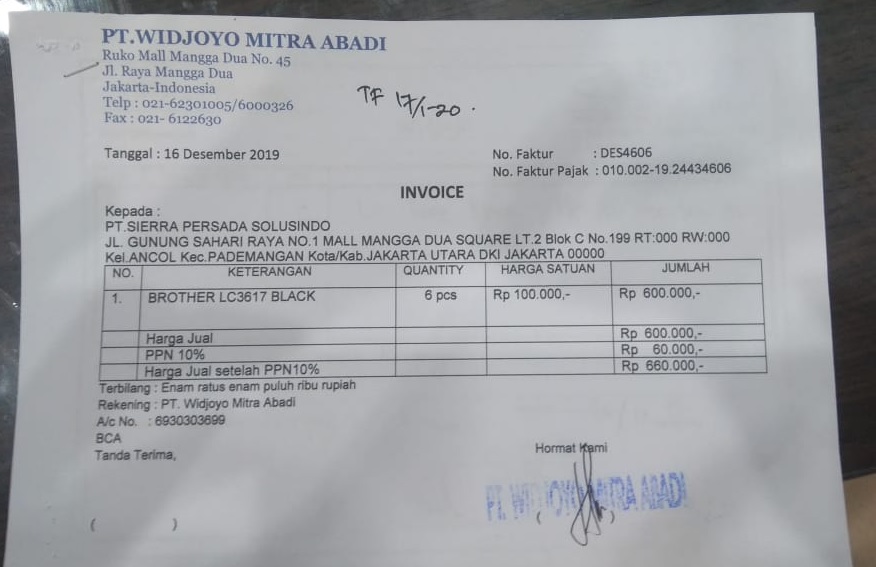 PT.WIDJOYO MITRA ABADI
Ruko Mall Mangga Dua No. 45
Jl. Raya Mangga Dua
Jakarta-Indonesia
Telp : 021-62301005/6000326
Fax : 021- 6122630
TF 17/1-20.
Tanggal : 16 Desember 2019
No. Faktur : DES4606
No. Faktur Pajak : 010.002-19.24434606
INVOICE
Kepada :
PT.SIERRA PERSADA SOLUSINDO
JL. GUNUNG SAHARI RAYA NO.1 MALL MANGGA DUA SQUARE LT.2 Blok C No.199 RT:000 RW:000
Kel.ANCOL Kec.PADEMANGAN Kota/Kab.JAKARTA UTARA DKI JAKARTA 00000
NO. KETERANGAN QUANTITY HARGA SATUAN JUMLAH
1. BROTHER LC3617 BLACK 6 pcs Rp 100.000,- Rp 600.000,-
Harga Jual Rp 600.000,-
PPN 10% Rp 60.000,-
Harga Jual setelah PPN10% Rp 660.000,-
Terbilang : Enam ratus enam puluh ribu rupiah
Rekening : PT. Widjoyo Mitra Abadi
A/c No. : 6930303699
BCA
Tanda Terima,
Hormat Kami
PT. WIDJOYO MITRA ABADI
( ) ( )